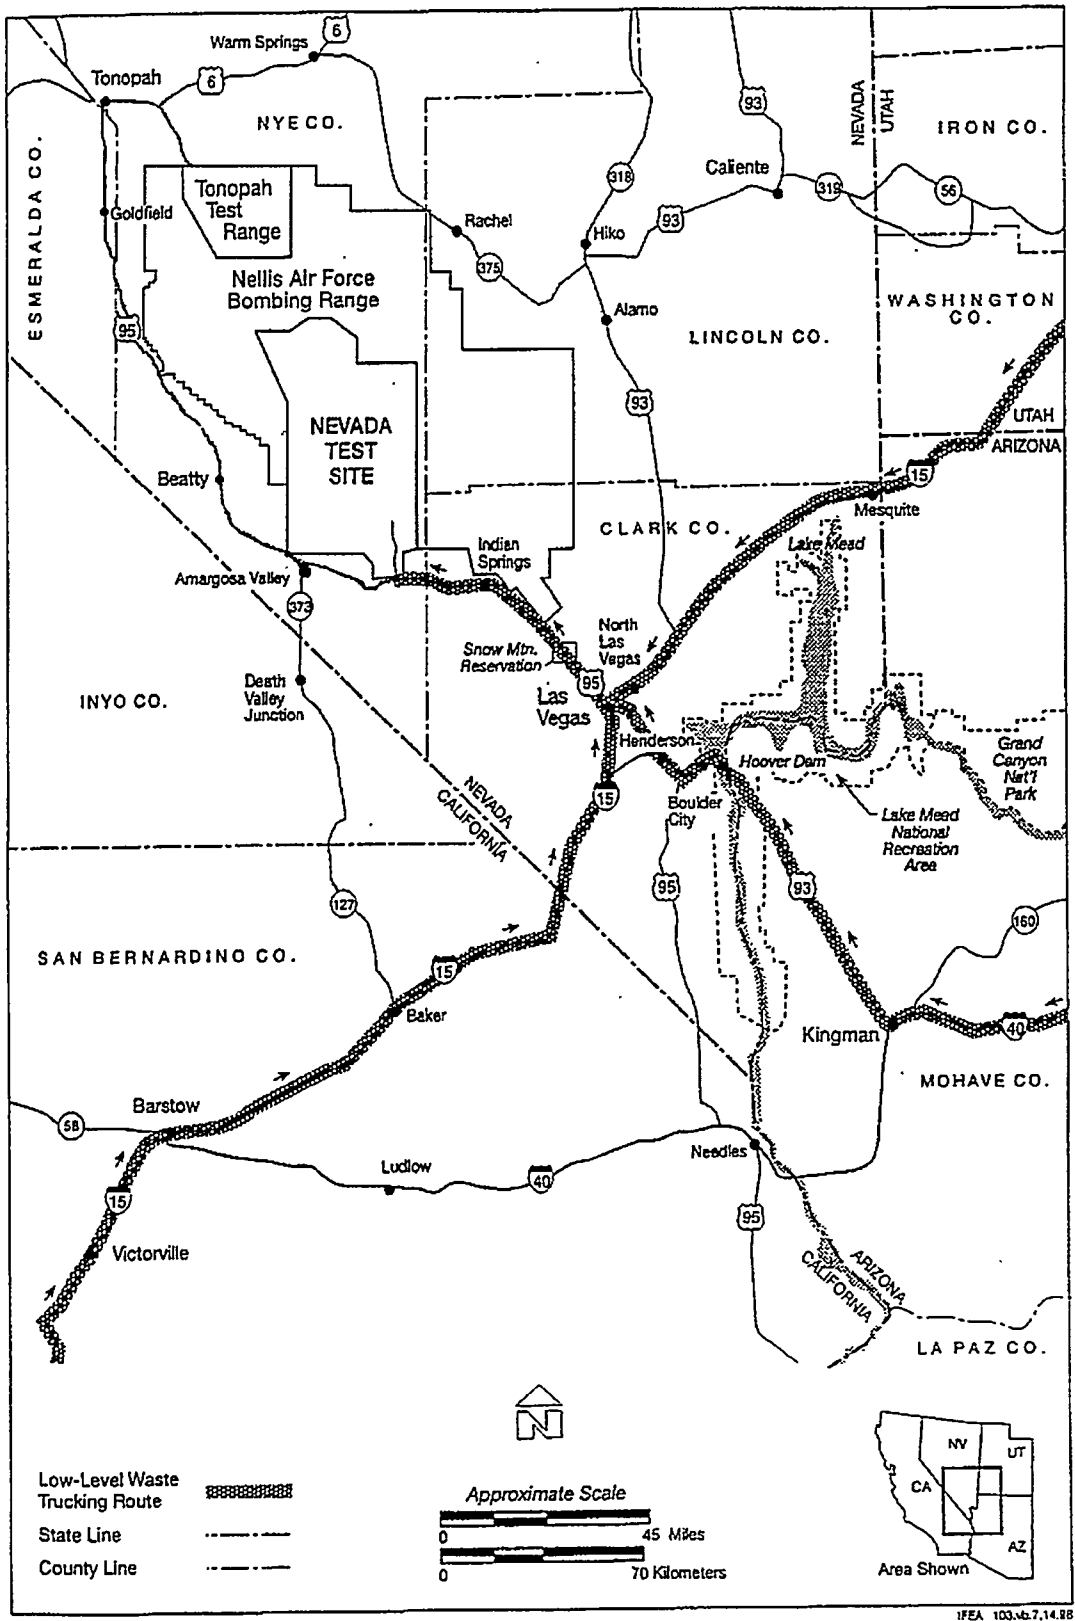 6
Warm Springs
Tonopah
6
93
NEVADA
UTAH
NYE CO.
IRON CO.
ESMERALDA CO.
318
Caliente
319
56
Tonopah
Test
Range
Goldfield
93
Rachel
Hiko
375
Nellis Air Force
Bombing Range
WASHINGTON
CO.
Alamo
95
LINCOLN CO.
93
UTAH
ARIZONA
NEVADA
TEST
SITE
15
Beatty
Mesquite
CLARK CO.
Lake Mead
Indian
Springs
Amargosa Valley
373
North
Las
Vegas
Snow Mtn.
Reservation
95
Death
Valley
Junction
INYO CO.
Las
Vegas
Henderson
Hoover Dam
Grand
Canyon
Nat'l
Park
NEVADA
CALIFORNIA
15
Boulder
City
Lake Mead
National
Recreation
Area
95
93
127
160
SAN BERNARDINO CO.
15
Baker
Kingman
40
MOHAVE CO.
Barstow
58
Needles
Ludlow
40
15
95
Victorville
ARIZONA
CALIFORNIA
LA PAZ CO.
N
Low-Level Waste
Trucking Route
State Line
County Line
Approximate Scale
0 45 Miles
0 70 Kilometers
NV
UT
CA
AZ
Area Shown